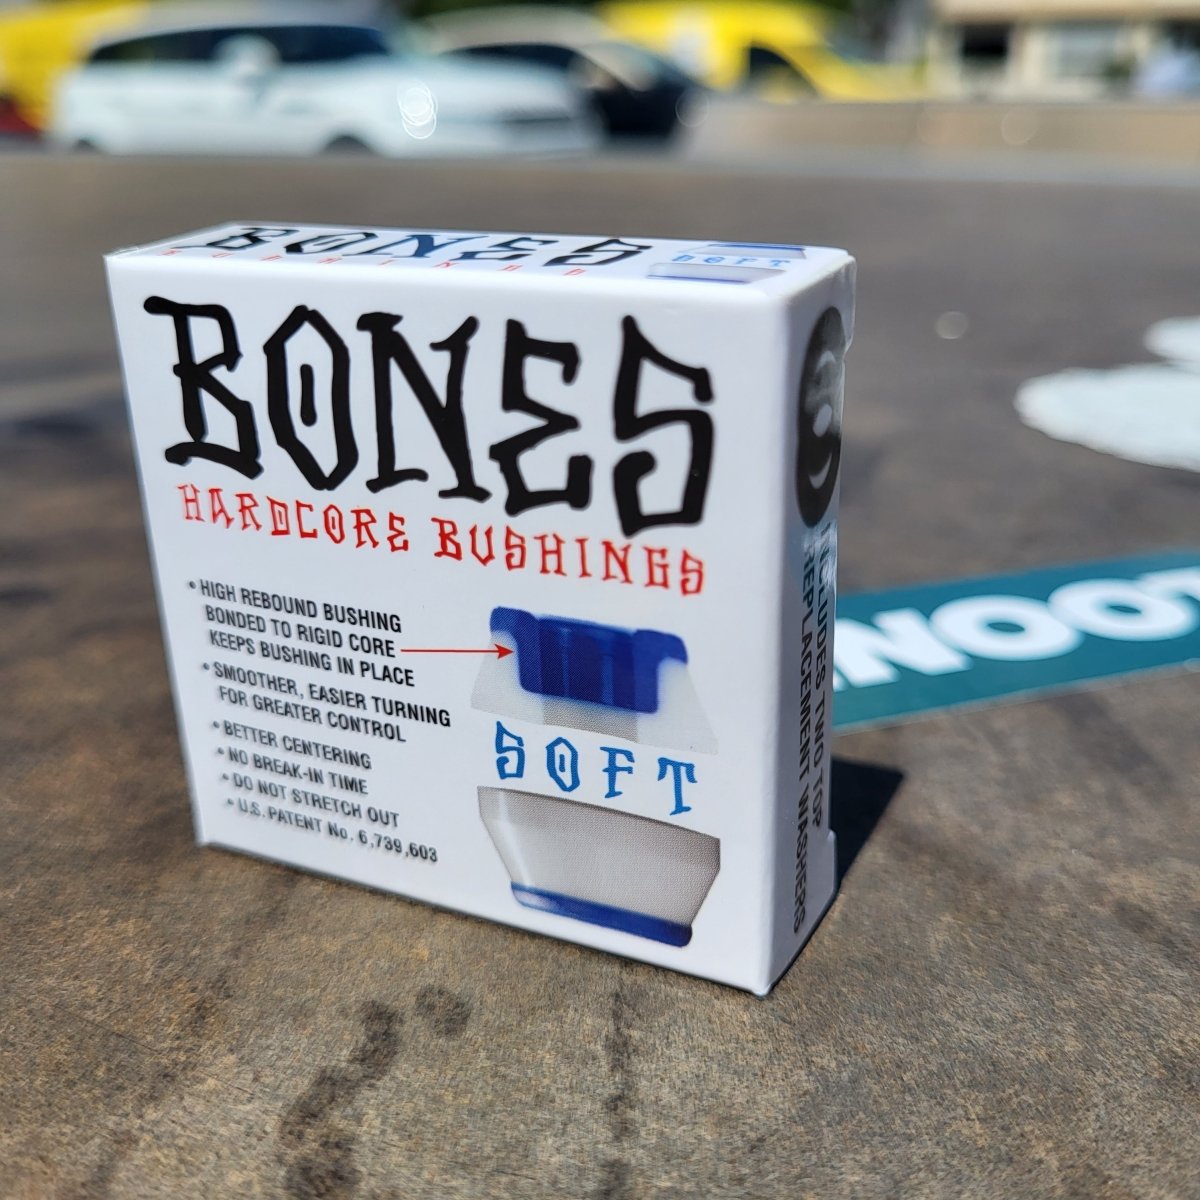 BONES
SOFT
BONES
HARDCORE BUSHINGS
• HIGH REBOUND BUSHING
BONDED TO RIGID CORE
KEEPS BUSHING IN PLACE
• SMOOTHER, EASIER TURNING
FOR GREATER CONTROL
• BETTER CENTERING
• NO BREAK-IN TIME
• DO NOT STRETCH OUT
• U.S. PATENT No. 6,739,603
SOFT
INCLUDES TWO TOP
REPLACEMENT WASHERS